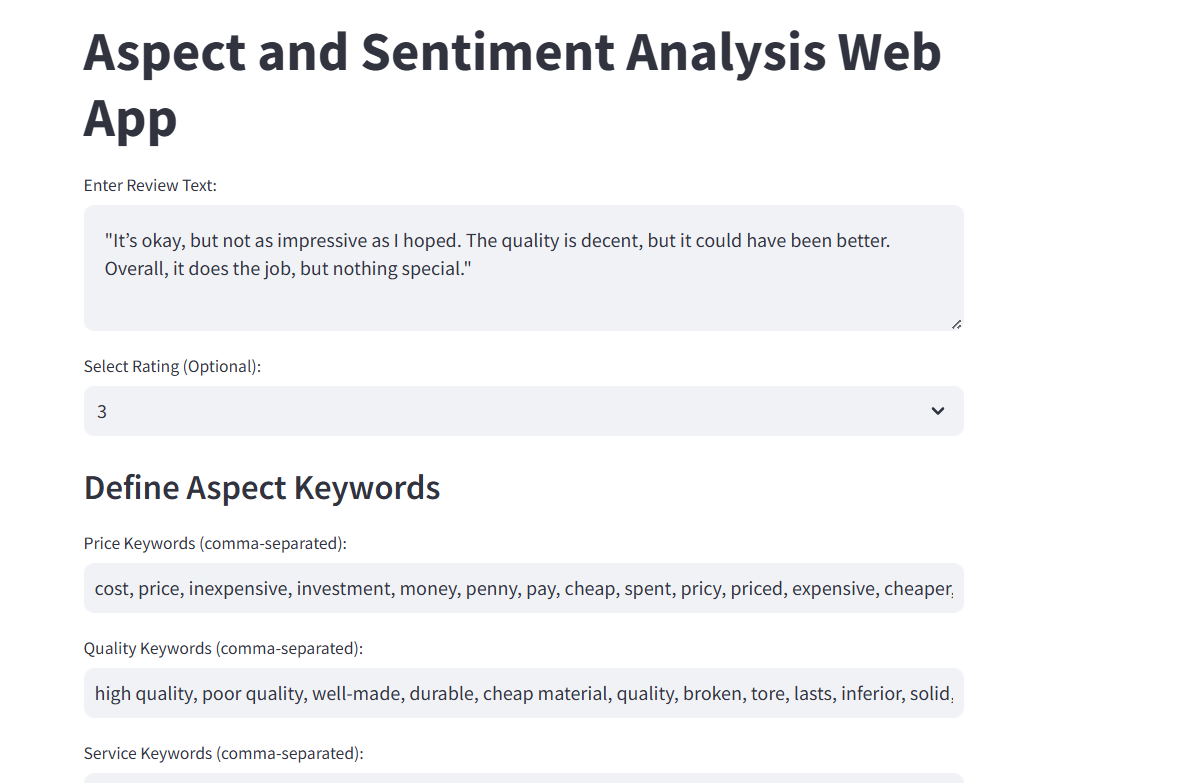 Aspect and Sentiment Analysis Web
App
Enter Review Text:
"It’s okay, but not as impressive as I hoped. The quality is decent, but it could have been better.
Overall, it does the job, but nothing special."
Select Rating (Optional):
3
Define Aspect Keywords
Price Keywords (comma-separated):
cost, price, inexpensive, investment, money, penny, pay, cheap, spent, pricy, priced, expensive, cheaper,
Quality Keywords (comma-separated):
high quality, poor quality, well-made, durable, cheap material, quality, broken, tore, lasts, inferior, solid,
Service Keywords (comma-separated):